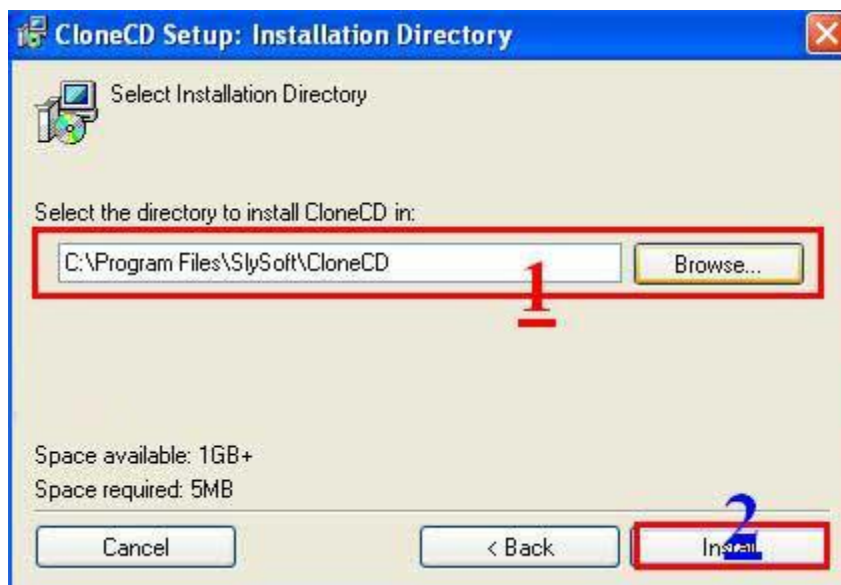 CloneCD Setup: Installation Directory
Select Installation Directory
Select the directory to install CloneCD in:
C:\Program Files\SlySoft\CloneCD
Browse...
1
Space available: 1GB+
Space required: 5MB
2
Cancel
< Back
Install